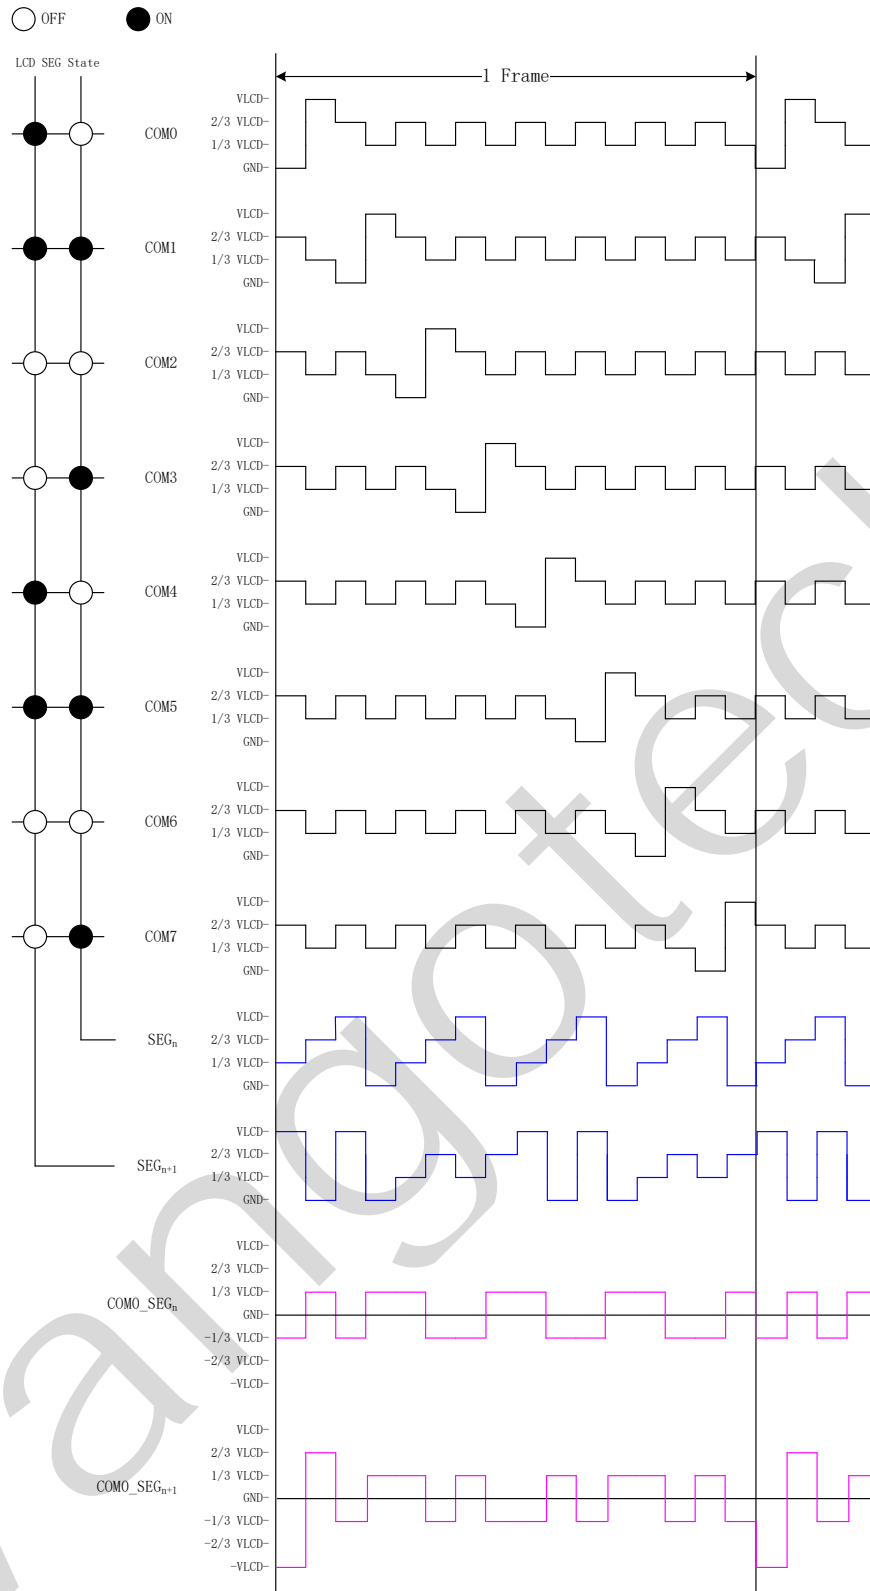 OFF ON
LCD SEG State
1 Frame
VLCD
2/3 VLCD
COM0
1/3 VLCD
GND
VLCD
2/3 VLCD
COM1
1/3 VLCD
GND
VLCD
2/3 VLCD
COM2
1/3 VLCD
GND
VLCD
2/3 VLCD
COM3
1/3 VLCD
GND
VLCD
2/3 VLCD
COM4
1/3 VLCD
GND
VLCD
2/3 VLCD
COM5
1/3 VLCD
GND
VLCD
2/3 VLCD
COM6
1/3 VLCD
GND
VLCD
2/3 VLCD
COM7
1/3 VLCD
GND
VLCD
2/3 VLCD
SEGn
1/3 VLCD
GND
VLCD
2/3 VLCD
SEGn+1
1/3 VLCD
GND
VLCD
2/3 VLCD
1/3 VLCD
COM0_SEGn
GND
-1/3 VLCD
-2/3 VLCD
-VLCD
VLCD
2/3 VLCD
1/3 VLCD
COM0_SEGn+1
GND
-1/3 VLCD
-2/3 VLCD
-VLCD